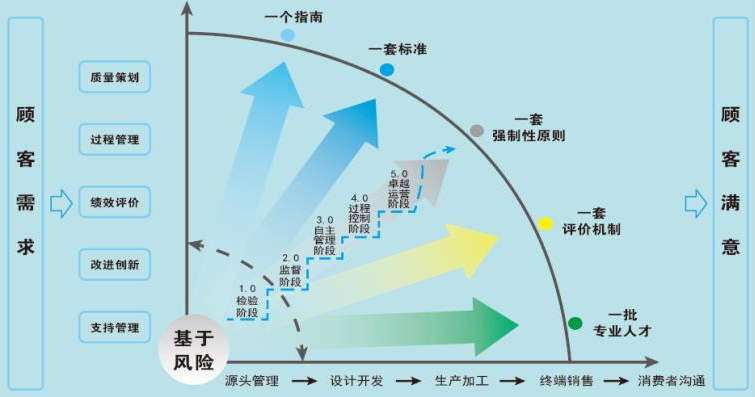 顾客需求
质量策划
过程管理
绩效评价
改进创新
支持管理
一个指南
一套标准
一套
强制性原则
一套
评价机制
一批
专业人才
1.0
检验
阶段
2.0
监督
阶段
3.0
自主
管理
阶段
4.0
过程
控制
阶段
5.0
卓越
运营
阶段
基于
风险
源头管理
设计开发
生产加工
终端销售
消费者沟通
顾客满意